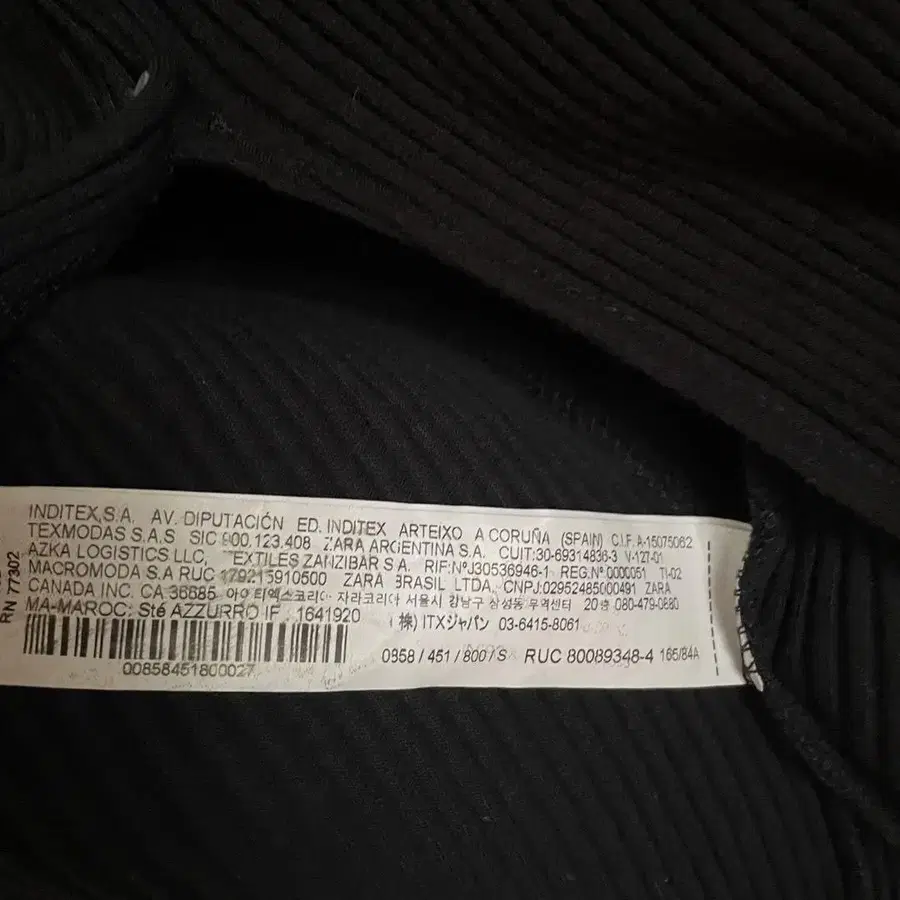 INDITEX,S.A. AV. DIPUTACIÓN ED. INDITEX ARTEIXO A CORUÑA (SPAIN) C.I.F. A-15075062
TEXMODAS S.A.S SIC 900.123.408 ZARA ARGENTINA S.A. CUIT:30-69314836-3 V-127-01
AZKA LOGISTICS LLC, TEXTILES ZANZIBAR S.A. RIF:NºJ30536946-1 REG.Nº 0000051 TI-02
MACROMODA S.A RUC 179215910500 ZARA BRASIL LTDA, CNPJ:02952485000491 ZARA
CANADA INC. CA 36685 아이티엑스코리아 자라코리아 서울시 강남구 삼성동 무역센터 20층 080-479-0880
MA-MAROC: Sté AZZURRO IF : 1641920 (株) ITXジャパン 03-6415-8061
0858 / 451 / 800 / S RUC 80089348-4 165/84A
00858451800027
RN 77302